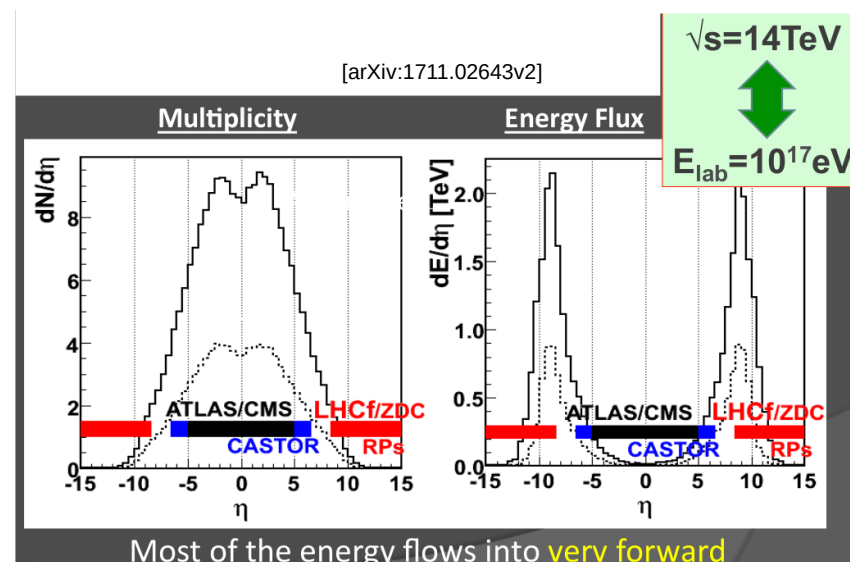 √s=14TeV
[arXiv:1711.02643v2]
E_lab=10^17eV
Multiplicity
Energy Flux
dN/dη
8
6
4
2
0
ATLAS/CMS
LHCf/ZDC
CASTOR
RPs
-15 -10 -5 0 5 10 15
η
dE/dη [TeV]
2.0
1.5
1.0
0.5
0.0
ATLAS/CMS
LHCf/ZDC
CASTOR
RPs
-15 -10 -5 0 5 10 15
η
Most of the energy flows into very forward